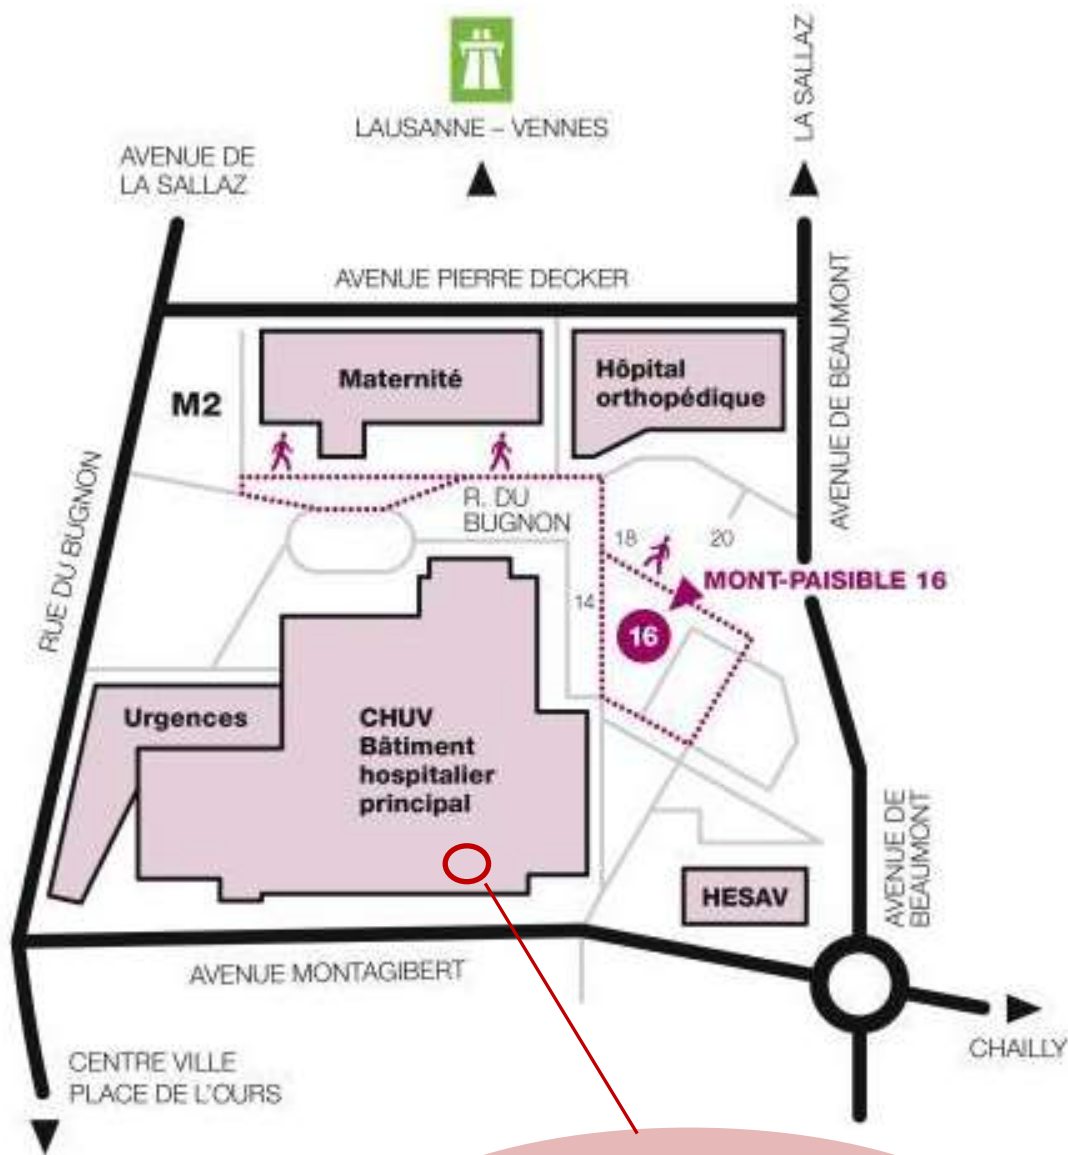 LAUSANNE – VENNES
LA SALLAZ
AVENUE DE
LA SALLAZ
AVENUE PIERRE DECKER
AVENUE DE BEAUMONT
Maternité
Hôpital
orthopédique
M2
RUE DU BUGNON
R. DU
BUGNON
18
20
MONT-PAISIBLE 16
14
16
Urgences
CHUV
Bâtiment
hospitalier
principal
HESAV
AVENUE DE
BEAUMONT
AVENUE MONTAGIBERT
CHAILLY
CENTRE VILLE
PLACE DE L'OURS